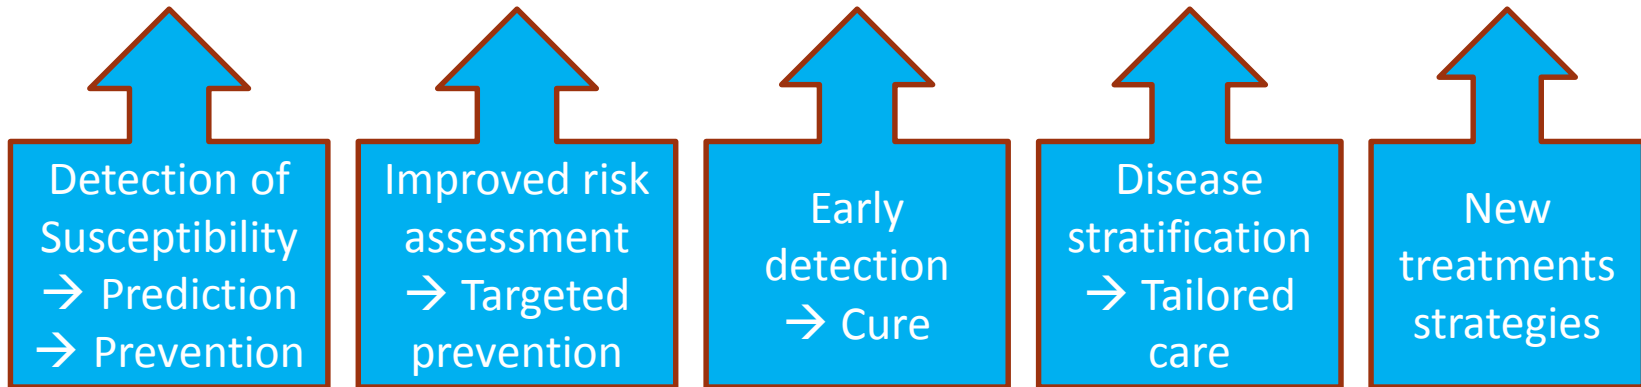 Detection of
Susceptibility
→ Prediction
→ Prevention
Improved risk
assessment
→ Targeted
prevention
Early
detection
→ Cure
Disease
stratification
→ Tailored
care
New
treatments
strategies